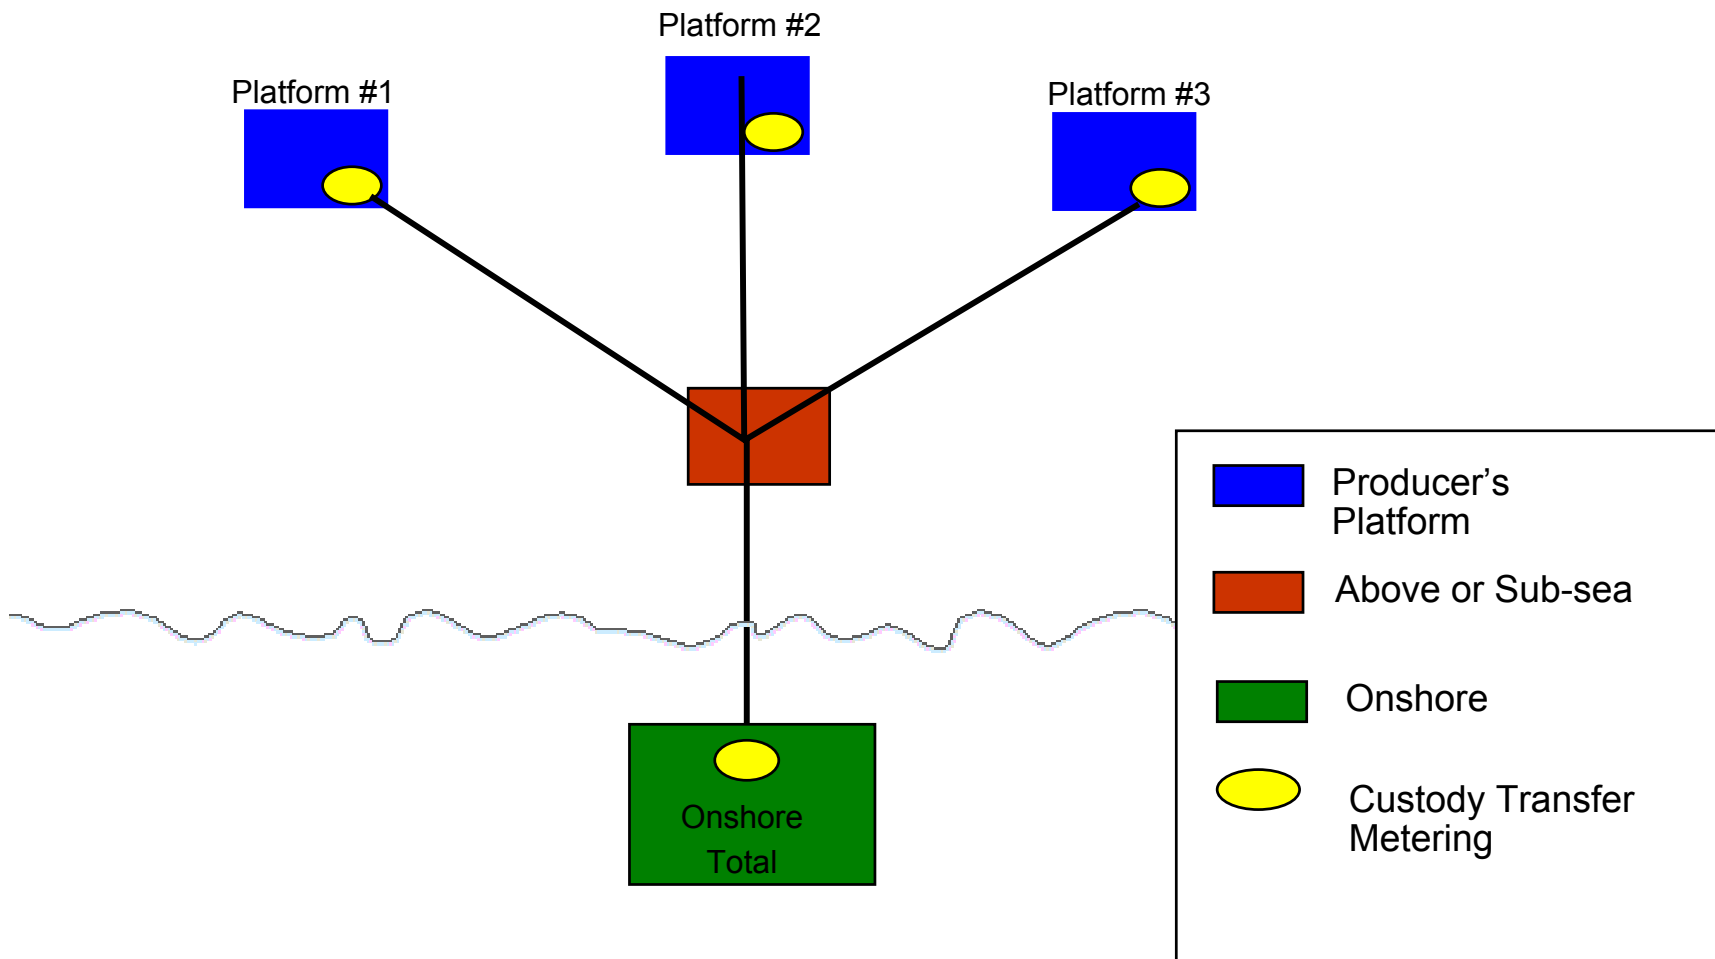 Platform #2
Platform #1
Platform #3
Producer’s
Platform
Above or Sub-sea
Onshore
Custody Transfer
Metering
Onshore
Total